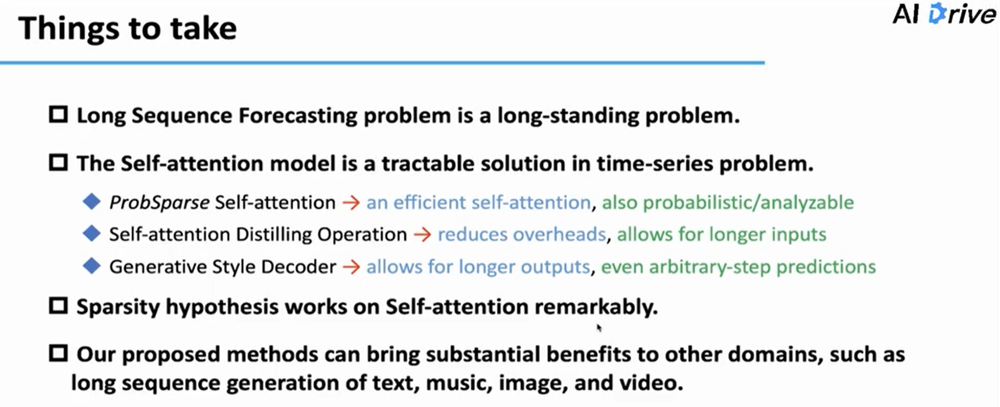 Things to take
AI Drive
Long Sequence Forecasting problem is a long-standing problem.
The Self-attention model is a tractable solution in time-series problem.
ProbSparse Self-attention → an efficient self-attention, also probabilistic/analyzable
Self-attention Distilling Operation → reduces overheads, allows for longer inputs
Generative Style Decoder → allows for longer outputs, even arbitrary-step predictions
Sparsity hypothesis works on Self-attention remarkably.
Our proposed methods can bring substantial benefits to other domains, such as
long sequence generation of text, music, image, and video.